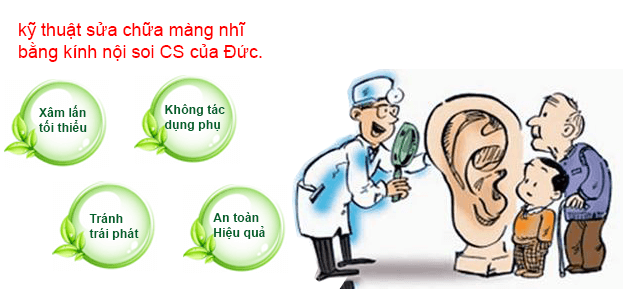 kỹ thuật sửa chữa màng nhĩ
bằng kính nội soi CS của Đức.
Xâm lấn
tối thiểu
Không tác
dụng phụ
Tránh
trái phát
An toàn
Hiệu quả